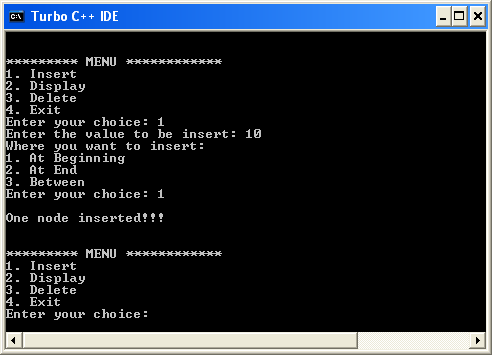 Turbo C++ IDE
********* MENU ************
1. Insert
2. Display
3. Delete
4. Exit
Enter your choice: 1
Enter the value to be insert: 10
Where you want to insert:
1. At Beginning
2. At End
3. Between
Enter your choice: 1
One node inserted!!!
********* MENU ************
1. Insert
2. Display
3. Delete
4. Exit
Enter your choice: